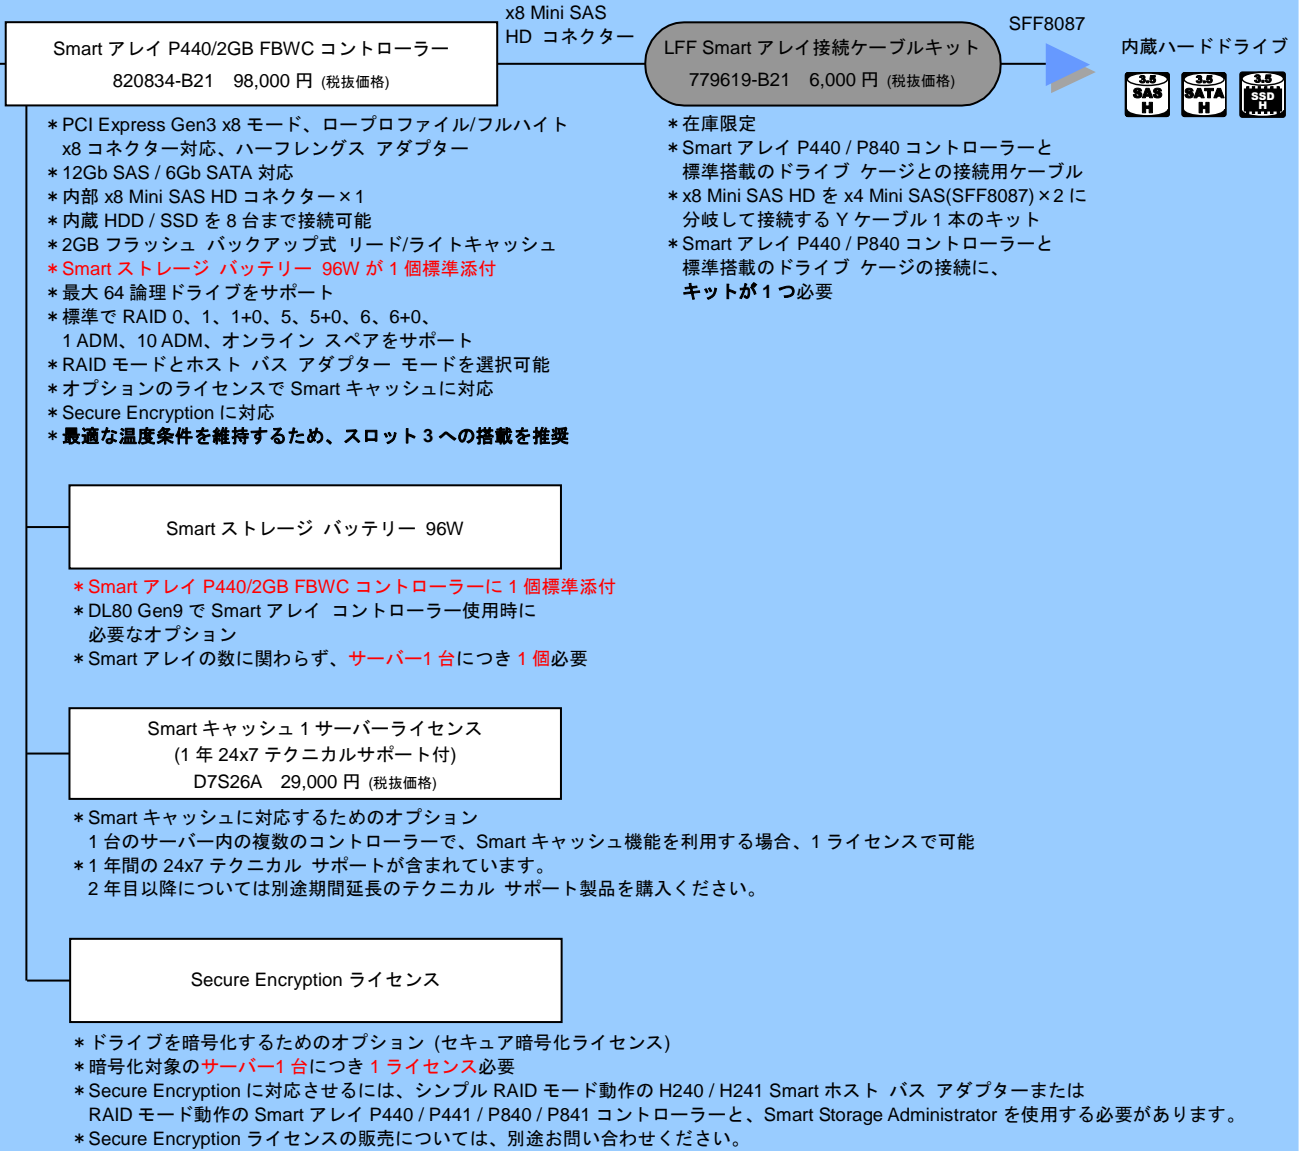 x8 Mini SAS
HD コネクター
SFF8087
Smart アレイ P440/2GB FBWC コントローラー
820834-B21 98,000 円 (税抜価格)
LFF Smart アレイ接続ケーブルキット
779619-B21 6,000 円 (税抜価格)
内蔵ハードドライブ
3.5 SAS H
3.5 SATA H
3.5 SSD H
＊PCI Express Gen3 x8 モード、ロープロファイル/フルハイト
x8 コネクター対応、ハーフレングス アダプター
＊12Gb SAS / 6Gb SATA 対応
＊内部 x8 Mini SAS HD コネクター×1
＊内蔵 HDD / SSD を 8 台まで接続可能
＊2GB フラッシュ バックアップ式 リード/ライトキャッシュ
＊Smart ストレージ バッテリー 96W が 1 個標準添付
＊最大 64 論理ドライブをサポート
＊標準で RAID 0、1、1+0、5、5+0、6、6+0、
1 ADM、10 ADM、オンライン スペアをサポート
＊RAID モードとホスト バス アダプター モードを選択可能
＊オプションのライセンスで Smart キャッシュに対応
＊Secure Encryption に対応
＊最適な温度条件を維持するため、スロット 3 への搭載を推奨
＊在庫限定
＊Smart アレイ P440 / P840 コントローラーと
標準搭載のドライブ ケージとの接続用ケーブル
＊x8 Mini SAS HD を x4 Mini SAS(SFF8087)×2 に
分岐して接続する Y ケーブル 1 本のキット
＊Smart アレイ P440 / P840 コントローラーと
標準搭載のドライブ ケージの接続に、
キットが 1 つ必要
Smart ストレージ バッテリー 96W
＊Smart アレイ P440/2GB FBWC コントローラーに 1 個標準添付
＊DL80 Gen9 で Smart アレイ コントローラー使用時に
必要なオプション
＊Smart アレイの数に関わらず、サーバー1 台につき 1 個必要
Smart キャッシュ 1 サーバーライセンス
(1 年 24x7 テクニカルサポート付)
D7S26A 29,000 円 (税抜価格)
＊Smart キャッシュに対応するためのオプション
1 台のサーバー内の複数のコントローラーで、Smart キャッシュ機能を利用する場合、1 ライセンスで可能
＊1 年間の 24x7 テクニカル サポートが含まれています。
2 年目以降については別途期間延長のテクニカル サポート製品を購入ください。
Secure Encryption ライセンス
＊ドライブを暗号化するためのオプション (セキュア暗号化ライセンス)
＊暗号化対象のサーバー1 台につき 1 ライセンス必要
＊Secure Encryption に対応させるには、シンプル RAID モード動作の H240 / H241 Smart ホスト バス アダプターまたは
RAID モード動作の Smart アレイ P440 / P441 / P840 / P841 コントローラーと、Smart Storage Administrator を使用する必要があります。
＊Secure Encryption ライセンスの販売については、別途お問い合わせください。